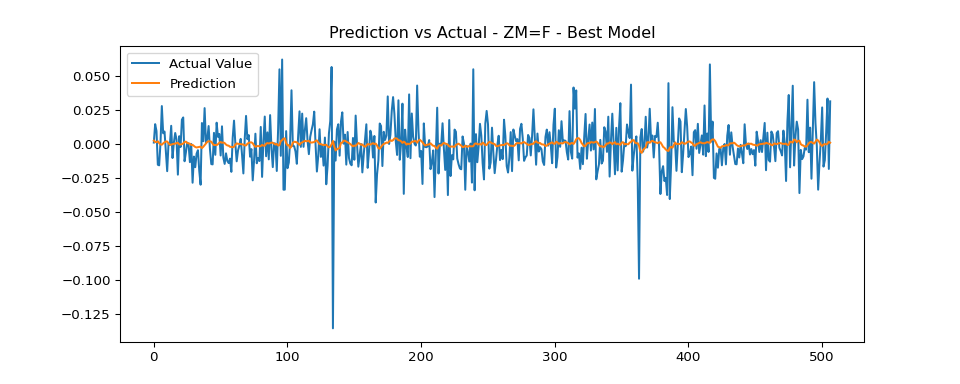 Prediction vs Actual - ZM=F - Best Model
Actual Value
Prediction
0.050
0.025
0.000
−0.025
−0.050
−0.075
−0.100
−0.125
0 100 200 300 400 500